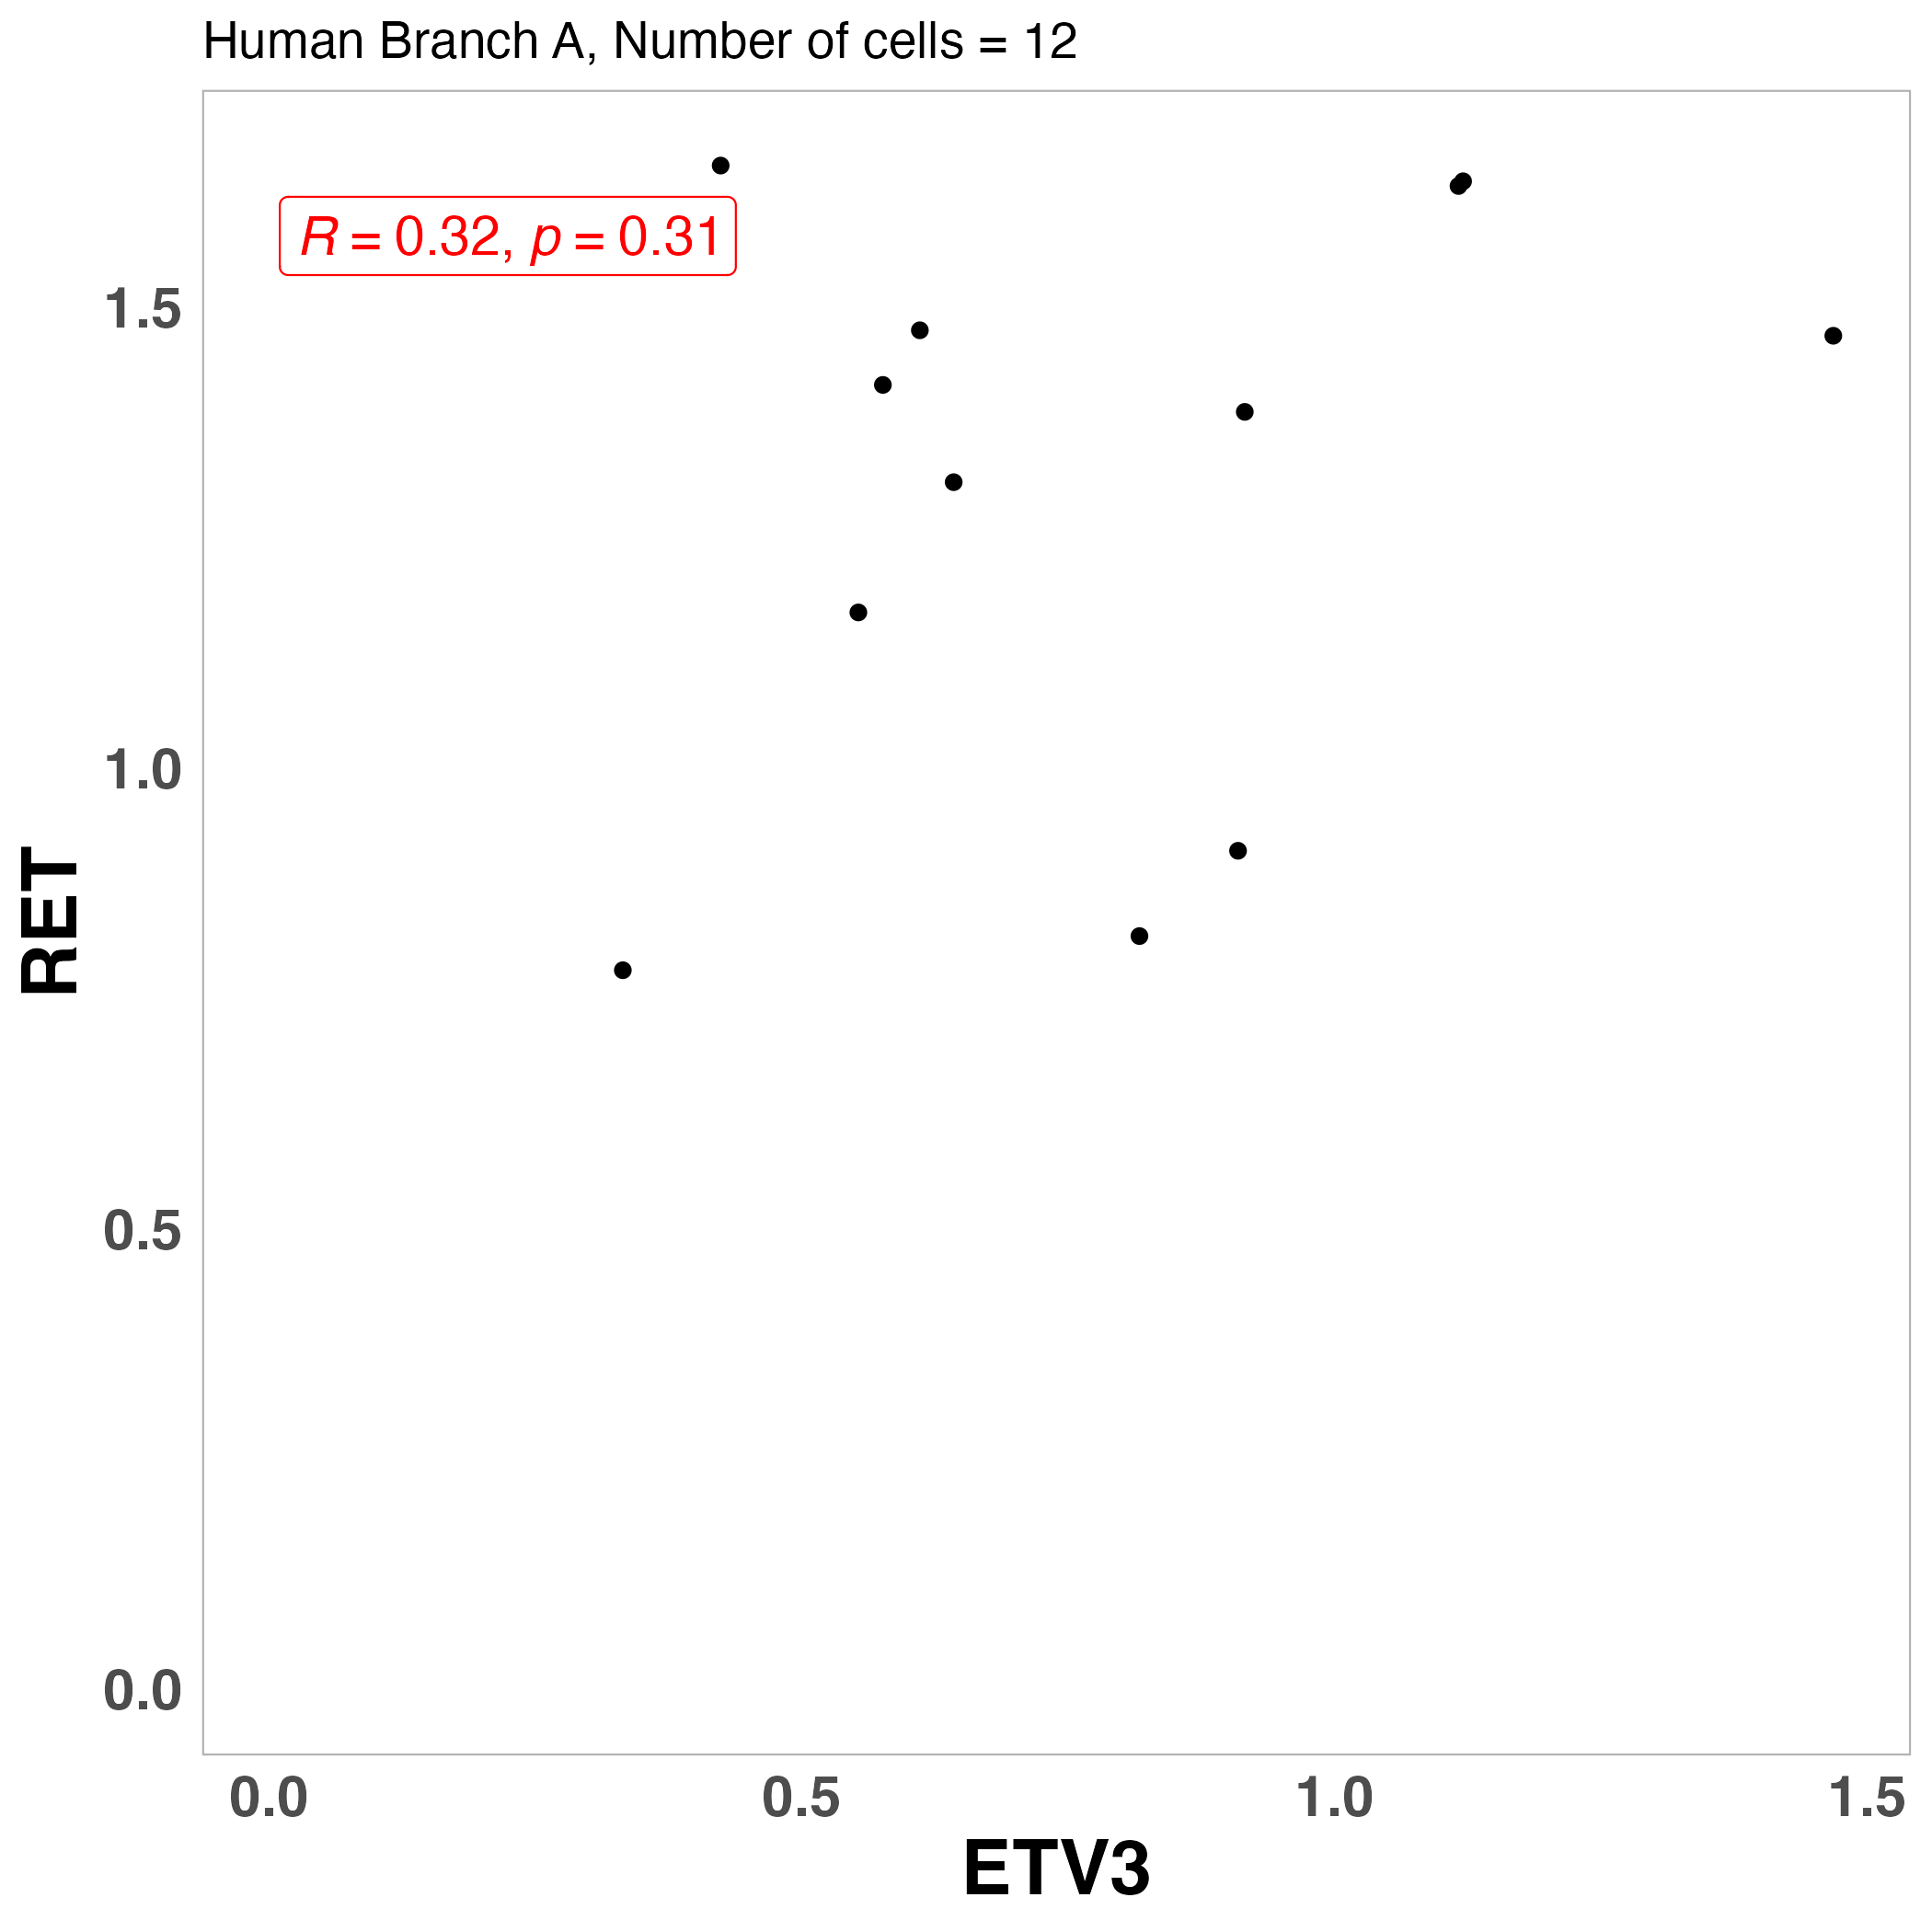 Human Branch A, Number of cells = 12
R = 0.32, p = 0.31
1.5
1.0
0.5
0.0
RET
0.0 0.5 1.0 1.5
ETV3